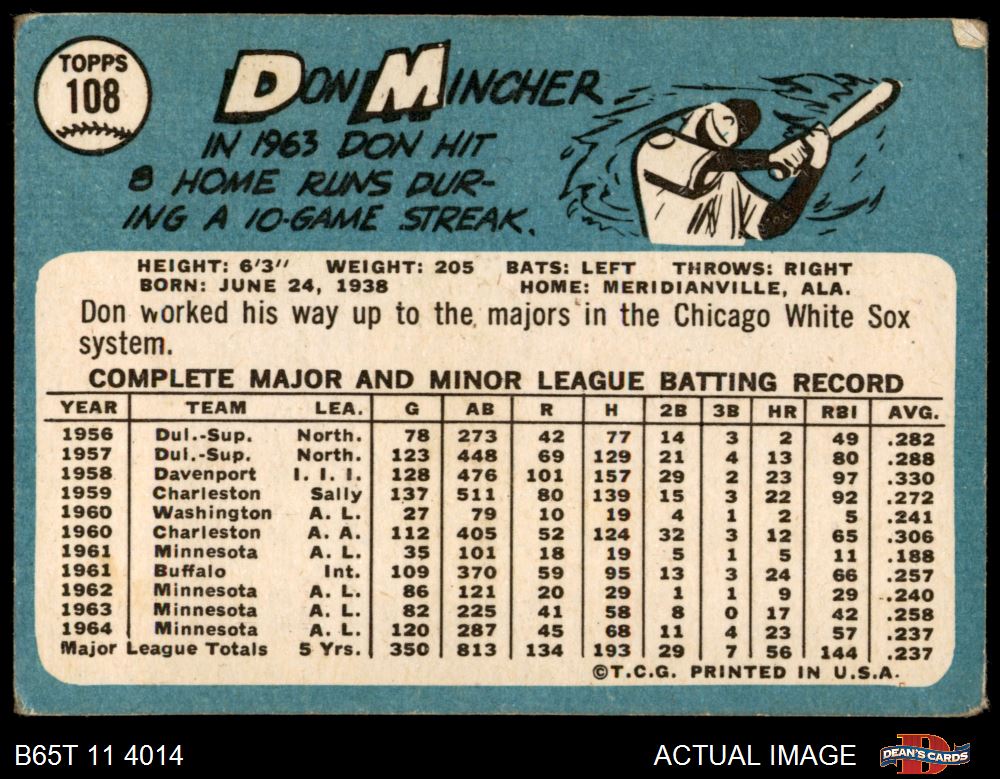 TOPPS
108
DON MINCHER
IN 1963 DON HIT
8 HOME RUNS DUR-
ING A 10-GAME STREAK.
HEIGHT: 6'3" WEIGHT: 205 BATS: LEFT THROWS: RIGHT
BORN: JUNE 24, 1938 HOME: MERIDIANVILLE, ALA.
Don worked his way up to the majors in the Chicago White Sox
system.
COMPLETE MAJOR AND MINOR LEAGUE BATTING RECORD
YEAR TEAM LEA. G AB R H 2B 3B HR RBI AVG.
1956 Dul.-Sup. North. 78 273 42 77 14 3 2 49 .282
1957 Dul.-Sup. North. 123 448 69 129 21 4 13 80 .288
1958 Davenport I. I. I. 128 476 101 157 29 2 23 97 .330
1959 Charleston Sally 137 511 80 139 15 3 22 92 .272
1960 Washington A. L. 27 79 10 19 4 1 2 5 .241
1960 Charleston A. A. 112 405 52 124 32 3 12 65 .306
1961 Minnesota A. L. 35 101 18 19 5 1 5 11 .188
1961 Buffalo Int. 109 370 59 95 13 3 24 66 .257
1962 Minnesota A. L. 86 121 20 29 1 1 9 29 .240
1963 Minnesota A. L. 82 225 41 58 8 0 17 42 .258
1964 Minnesota A. L. 120 287 45 68 11 4 23 57 .237
Major League Totals 5 Yrs. 350 813 134 193 29 7 56 144 .237
©T.C.G. PRINTED IN U.S.A.
B65T 11 4014 ACTUAL IMAGE DEAN'S CARDS